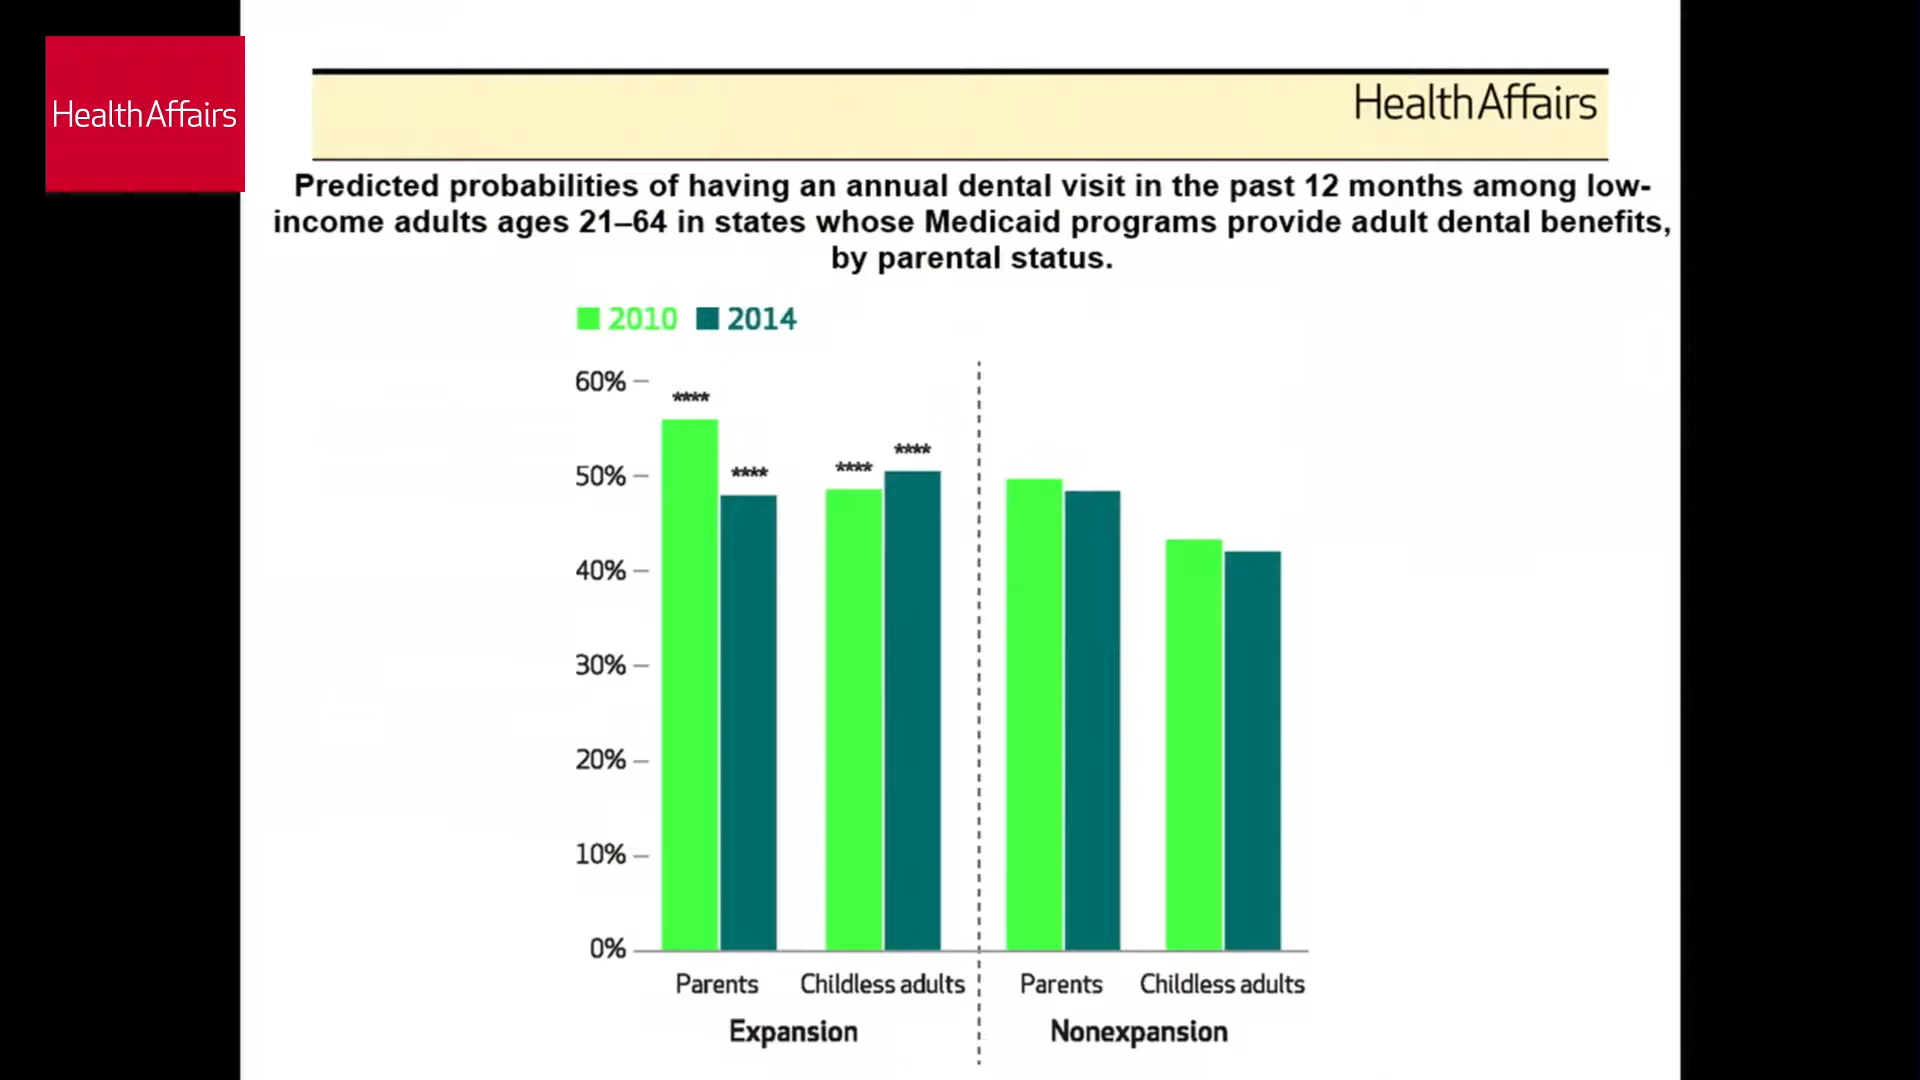 HealthAffairs
HealthAffairs
Predicted probabilities of having an annual dental visit in the past 12 months among low-
income adults ages 21–64 in states whose Medicaid programs provide adult dental benefits,
by parental status.
2010 2014
60%
****
****
****
****
50%
40%
30%
20%
10%
0%
Parents Childless adults Parents Childless adults
Expansion Nonexpansion